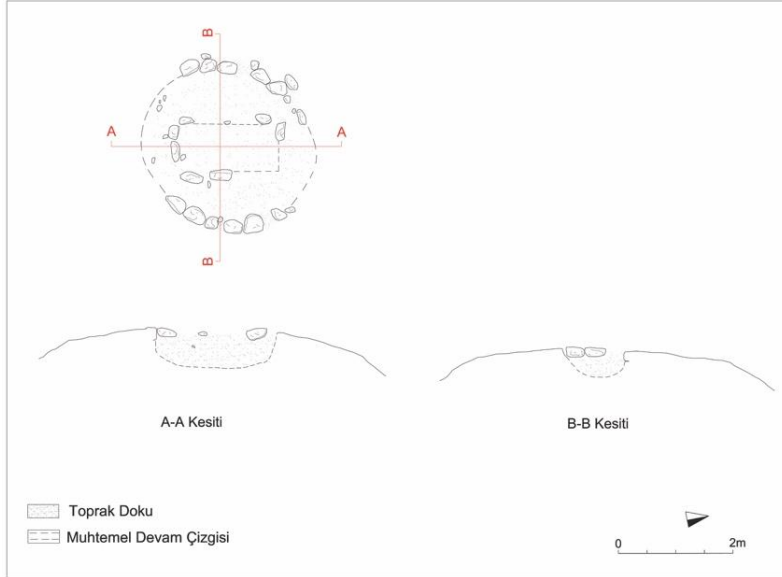 B
A A
B
A-A Kesiti
B-B Kesiti
Toprak Doku
Muhtemel Devam Çizgisi
0 2m